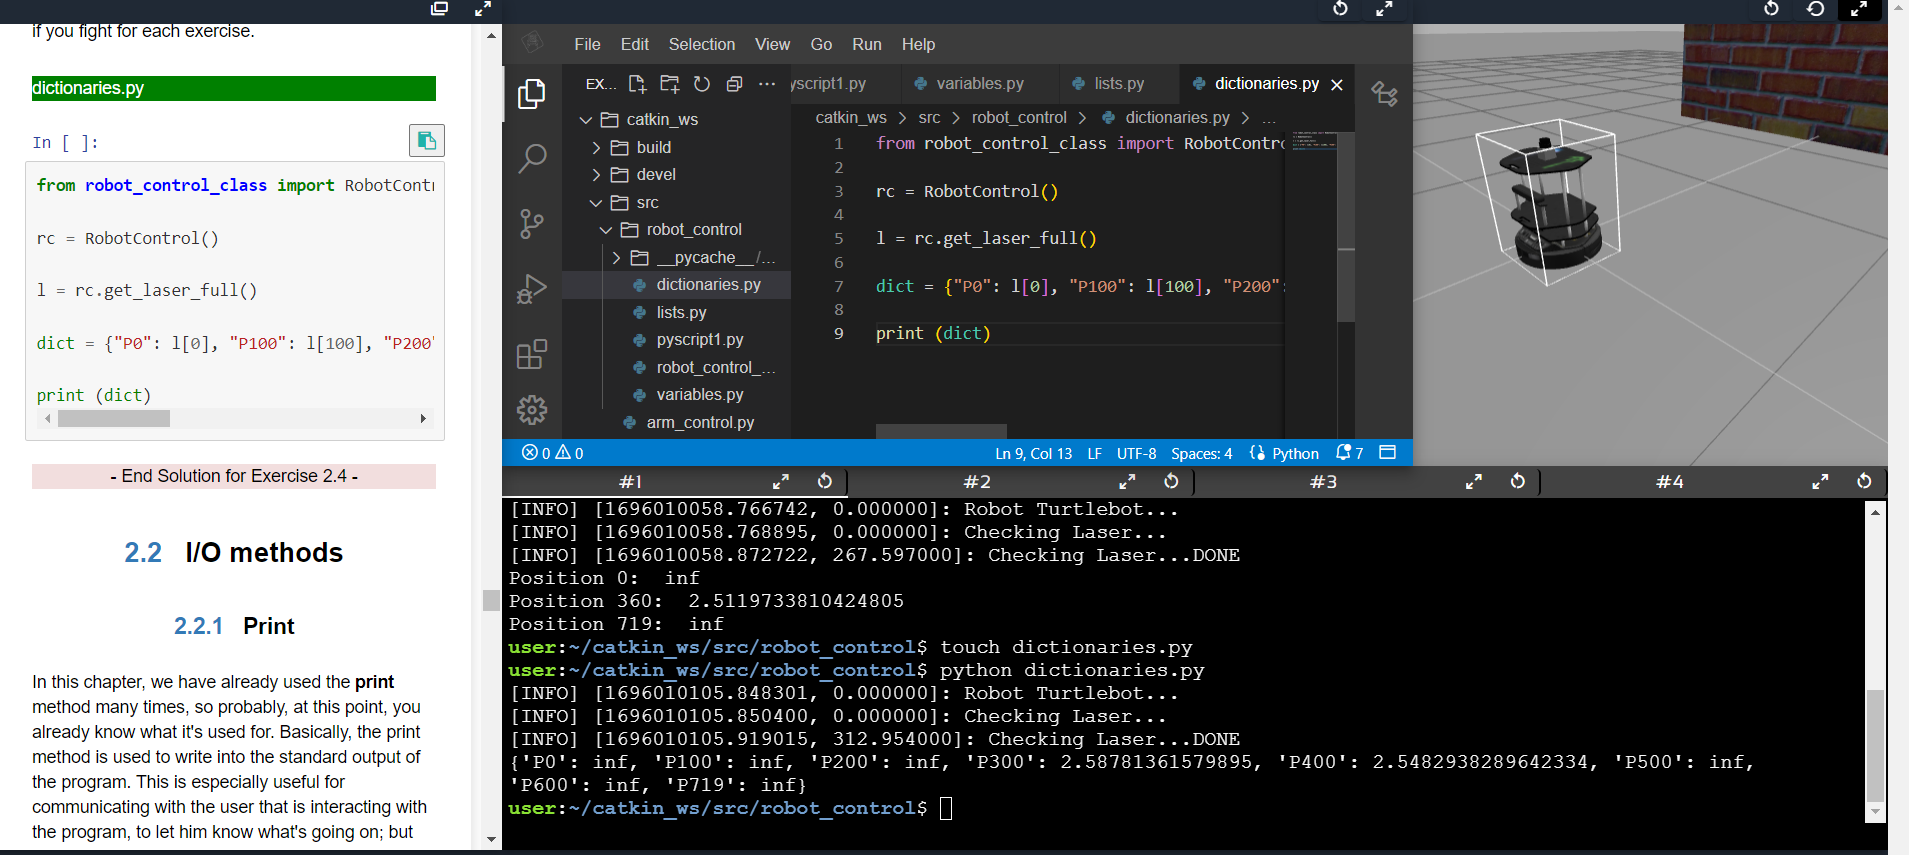 if you fight for each exercise.
dictionaries.py
In [ ]:
from robot_control_class import RobotContr
rc = RobotControl()
l = rc.get_laser_full()
dict = {"P0": l[0], "P100": l[100], "P200"
print (dict)
- End Solution for Exercise 2.4 -
2.2 I/O methods
2.2.1 Print
In this chapter, we have already used the print
method many times, so probably, at this point, you
already know what it's used for. Basically, the print
method is used to write into the standard output of
the program. This is especially useful for
communicating with the user that is interacting with
the program, to let him know what's going on; but
File Edit Selection View Go Run Help
EX...
catkin_ws
build
devel
src
robot_control
__pycache__/...
dictionaries.py
lists.py
pyscript1.py
robot_control_...
variables.py
arm_control.py
yscript1.py variables.py lists.py dictionaries.py
catkin_ws > src > robot_control > dictionaries.py > ...
1 from robot_control_class import RobotContro
2
3 rc = RobotControl()
4
5 l = rc.get_laser_full()
6
7 dict = {"P0": l[0], "P100": l[100], "P200":
8
9 print (dict)
0 0 Ln 9, Col 13 LF UTF-8 Spaces: 4 Python 7
#1 #2 #3 #4
[INFO] [1696010058.766742, 0.000000]: Robot Turtlebot...
[INFO] [1696010058.768895, 0.000000]: Checking Laser...
[INFO] [1696010058.872722, 267.597000]: Checking Laser...DONE
Position 0:  inf
Position 360:  2.5119733810424805
Position 719:  inf
user:~/catkin_ws/src/robot_control$ touch dictionaries.py
user:~/catkin_ws/src/robot_control$ python dictionaries.py
[INFO] [1696010105.848301, 0.000000]: Robot Turtlebot...
[INFO] [1696010105.850400, 0.000000]: Checking Laser...
[INFO] [1696010105.919015, 312.954000]: Checking Laser...DONE
{'P0': inf, 'P100': inf, 'P200': inf, 'P300': 2.58781361579895, 'P400': 2.5482938289642334, 'P500': inf,
'P600': inf, 'P719': inf}
user:~/catkin_ws/src/robot_control$